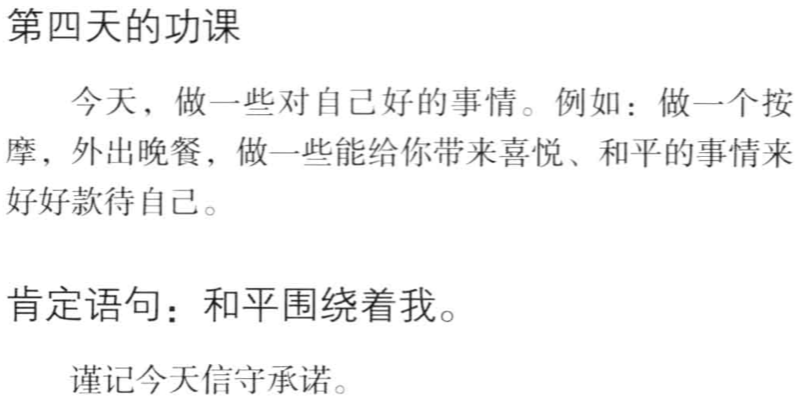 第四天的功课
今天，做一些对自己好的事情。例如：做一个按
摩，外出晚餐，做一些能给你带来喜悦、和平的事情来
好好款待自己。
肯定语句：和平围绕着我。
谨记今天信守承诺。